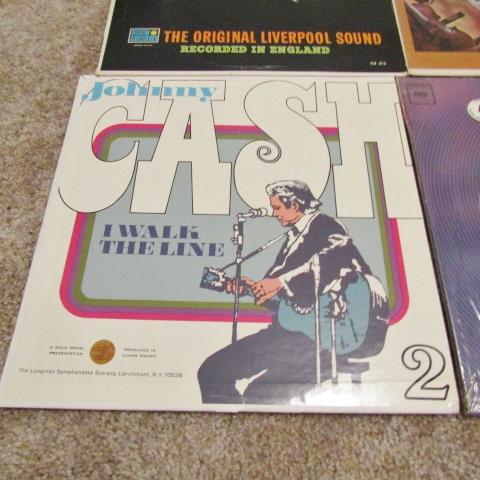 THE ORIGINAL LIVERPOOL SOUND
RECORDED IN ENGLAND
Johnny
CASH
I WALK
THE LINE
A GOLD MEDAL
PRESENTATION
PRODUCED IN
"LIVING SOUND"
The Longines Symphonette Society, Larchmont, N.Y. 10538
2